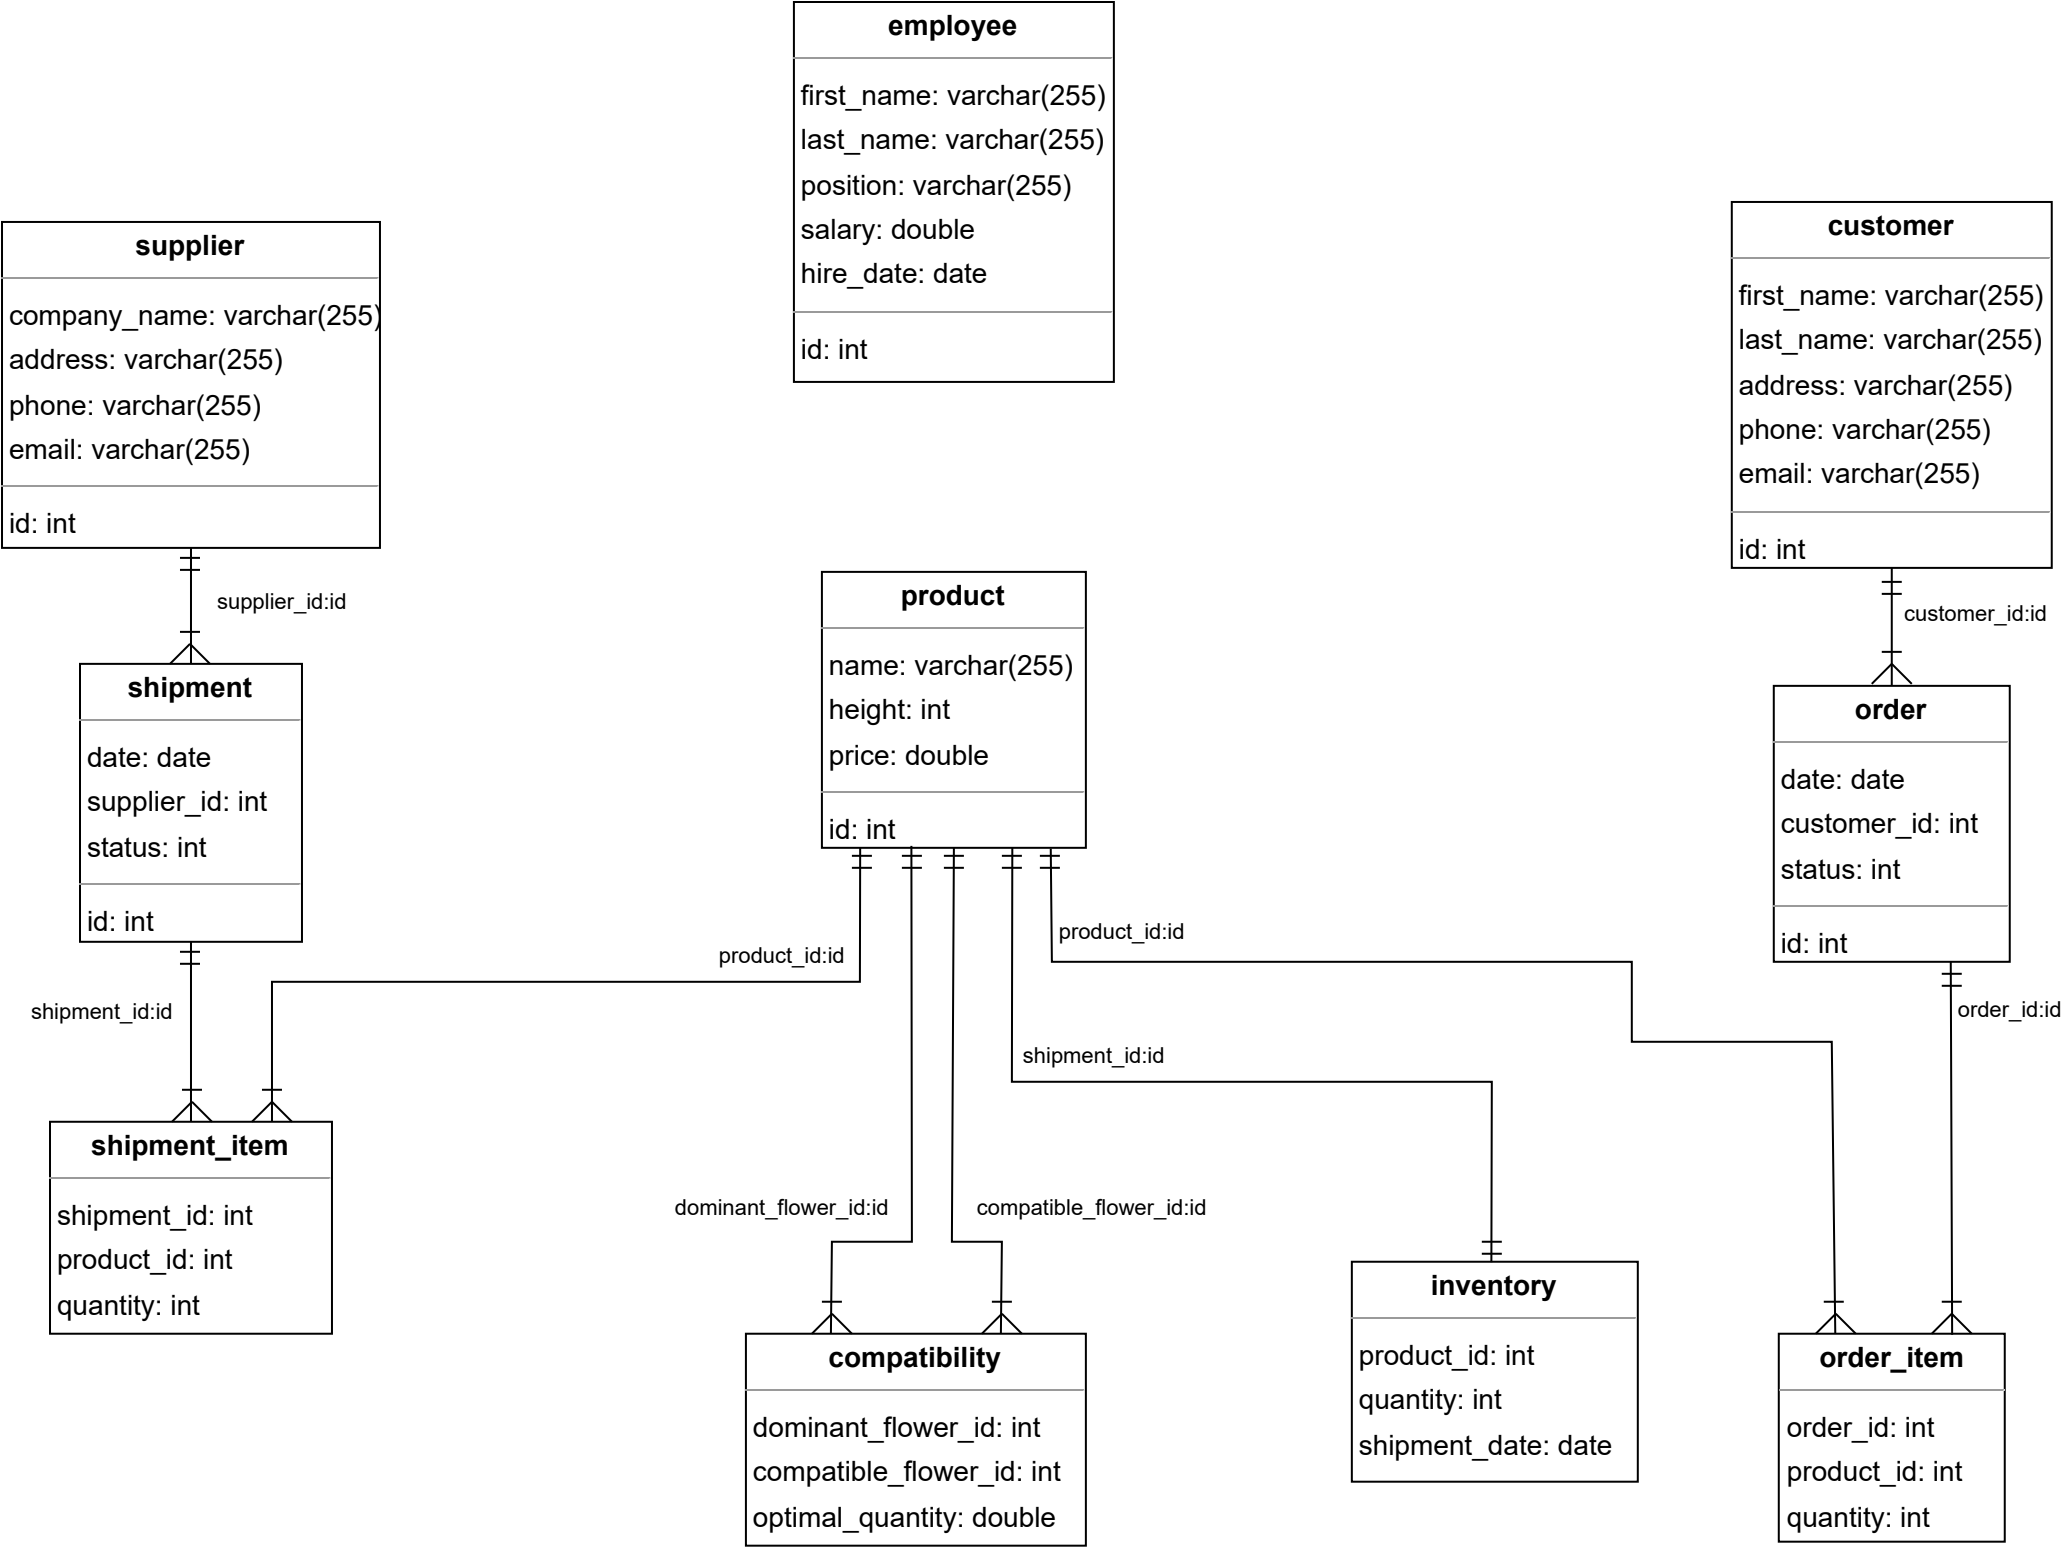 employee
first_name: varchar(255)
last_name: varchar(255)
position: varchar(255)
salary: double
hire_date: date
id: int
supplier
company_name: varchar(255)
address: varchar(255)
phone: varchar(255)
email: varchar(255)
id: int
customer
first_name: varchar(255)
last_name: varchar(255)
address: varchar(255)
phone: varchar(255)
email: varchar(255)
id: int
supplier_id:id
customer_id:id
product
name: varchar(255)
height: int
price: double
id: int
shipment
date: date
supplier_id: int
status: int
id: int
order
date: date
customer_id: int
status: int
id: int
product_id:id
product_id:id
shipment_id:id
order_id:id
shipment_id:id
shipment_item
shipment_id: int
product_id: int
quantity: int
dominant_flower_id:id
compatible_flower_id:id
compatibility
dominant_flower_id: int
compatible_flower_id: int
optimal_quantity: double
inventory
product_id: int
quantity: int
shipment_date: date
order_item
order_id: int
product_id: int
quantity: int